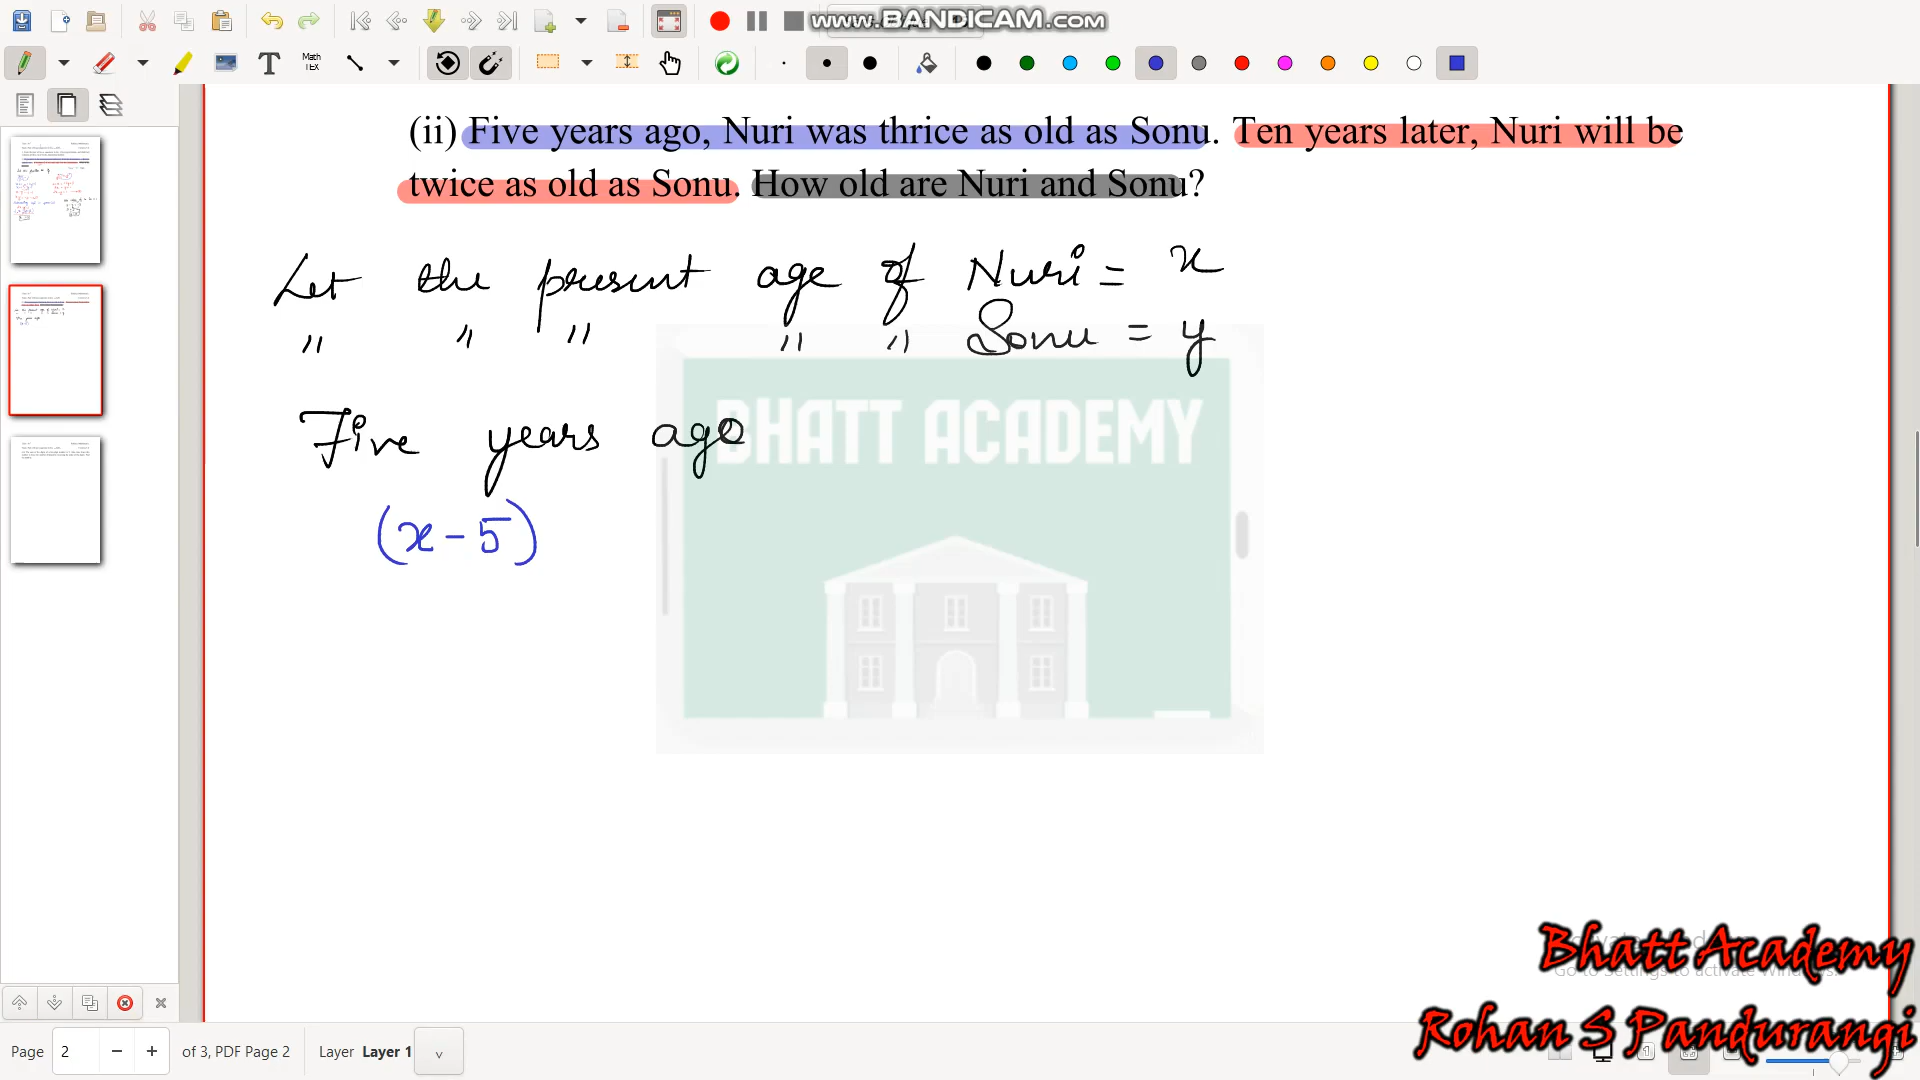 www.BANDICAM.com
Math
TEX
(ii) Five years ago, Nuri was thrice as old as Sonu. Ten years later, Nuri will be
twice as old as Sonu. How old are Nuri and Sonu?
Let the present age of Nuri = x
" " " " " Sonu = y
Five years ago
(x - 5)
BHATT ACADEMY
Bhatt Academy
Rohan S Pandurangi
Page 2 of 3, PDF Page 2 Layer Layer 1